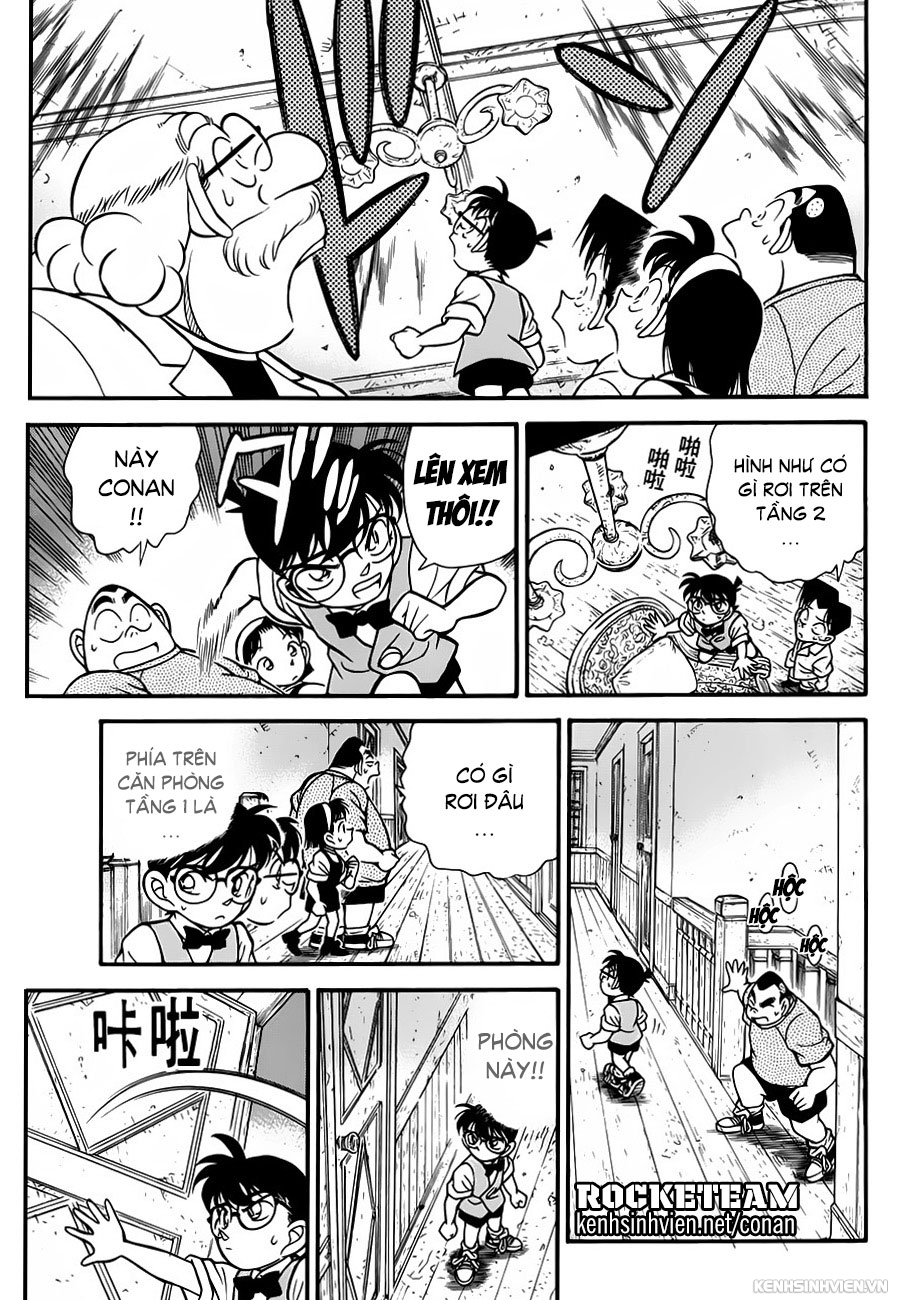 HÌNH NHƯ CÓ
GÌ RƠI TRÊN
TẦNG 2
...
啪啦
啪啦
LÊN XEM
THÔI!!
NÀY
CONAN
!!
HỘC
HỘC
HỘC
CÓ GÌ
RƠI ĐÂU
...
PHÍA TRÊN
CĂN PHÒNG
TẦNG 1 LÀ
...
PHÒNG
NÀY!!
咔啦
ROCKETEAM
kenhsinhvien.net/conan
KENHSINHVIEN.VN